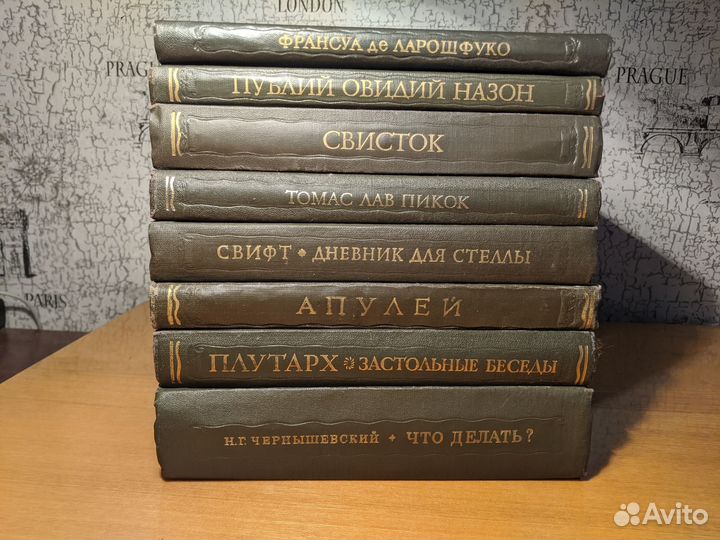 LONDON
PRAGUE
PRAGUE
PARIS
ФРАНСУА де ЛАРОШФУКО
ПУБЛИЙ ОВИДИЙ НАЗОН
СВИСТОК
ТОМАС ЛАВ ПИКОК
СВИФТ • ДНЕВНИК ДЛЯ СТЕЛЛЫ
АПУЛЕЙ
ПЛУТАРХ ❋ ЗАСТОЛЬНЫЕ БЕСЕДЫ
Н.Г. ЧЕРНЫШЕВСКИЙ • ЧТО ДЕЛАТЬ?
Avito